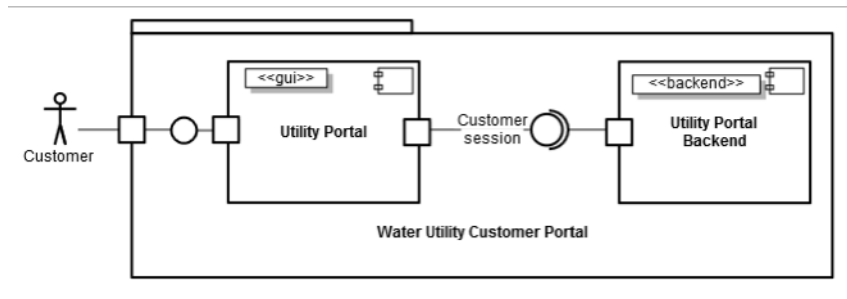 <<gui>>
<<backend>>
Utility Portal
Customer
session
Utility Portal
Backend
Customer
Water Utility Customer Portal